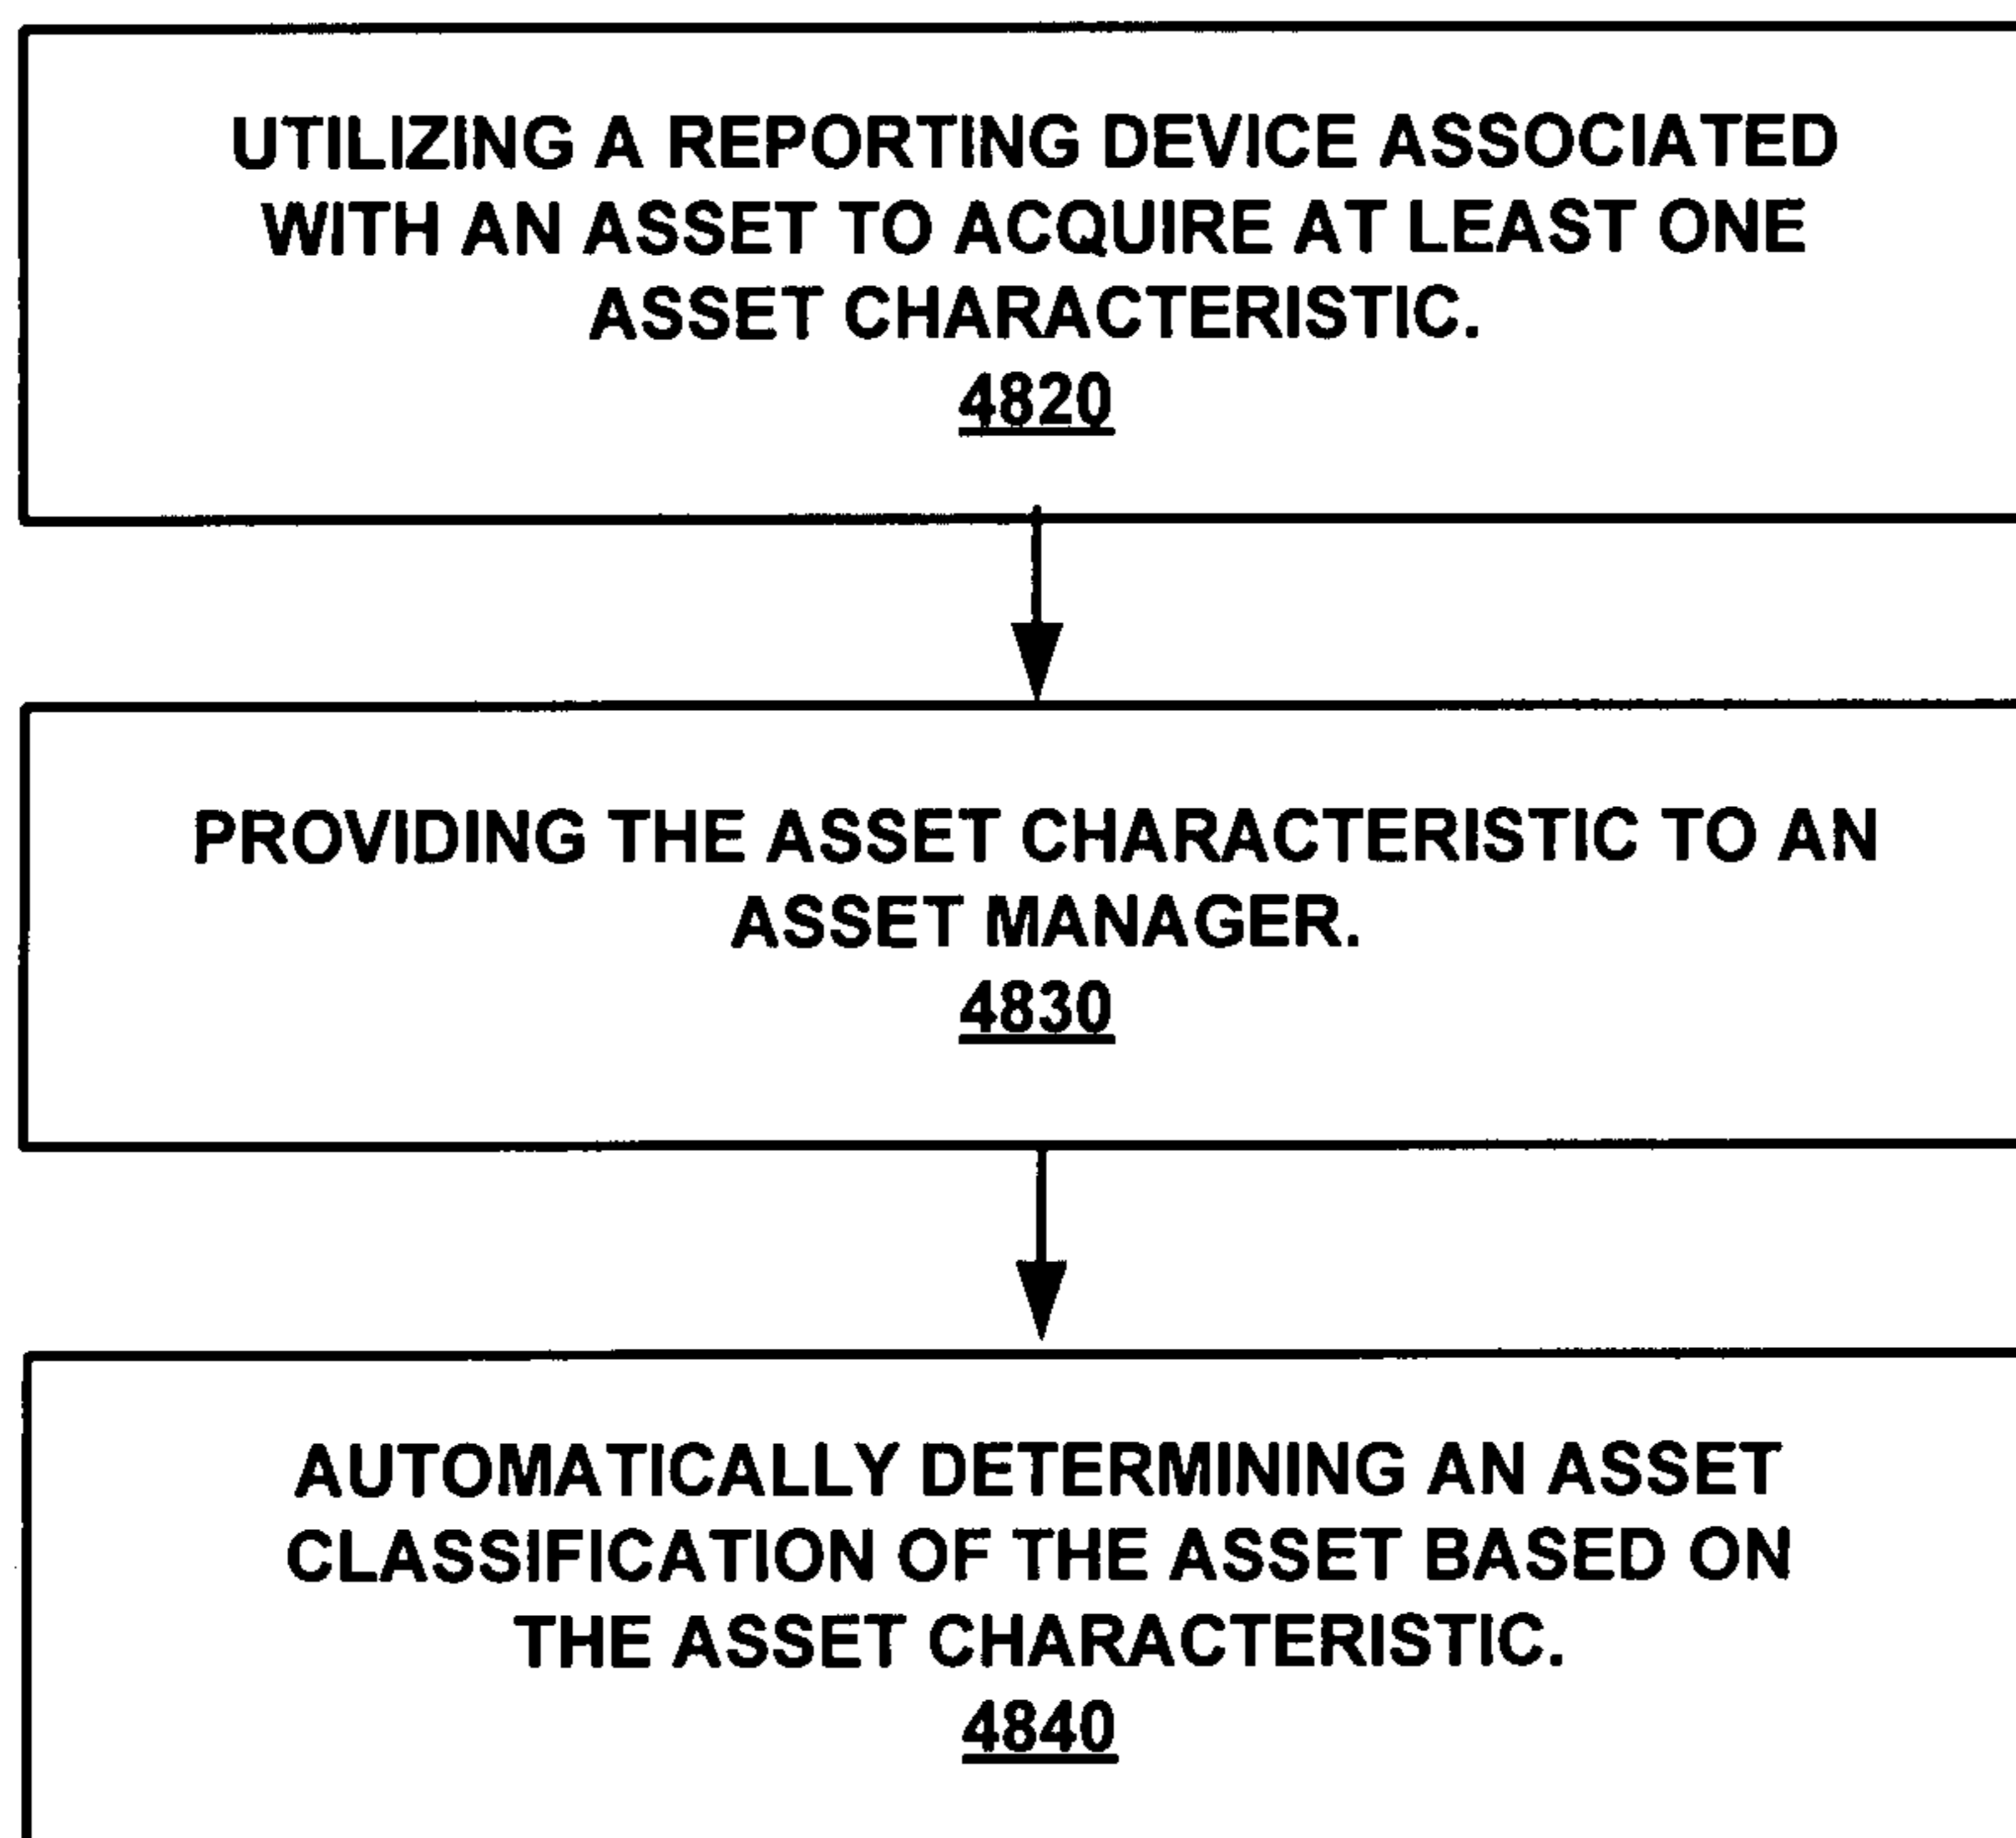 UTILIZING A REPORTING DEVICE ASSOCIATED
WITH AN ASSET TO ACQUIRE AT LEAST ONE
ASSET CHARACTERISTIC.
4820
PROVIDING THE ASSET CHARACTERISTIC TO AN
ASSET MANAGER.
4830
AUTOMATICALLY DETERMINING AN ASSET
CLASSIFICATION OF THE ASSET BASED ON
THE ASSET CHARACTERISTIC.
4840